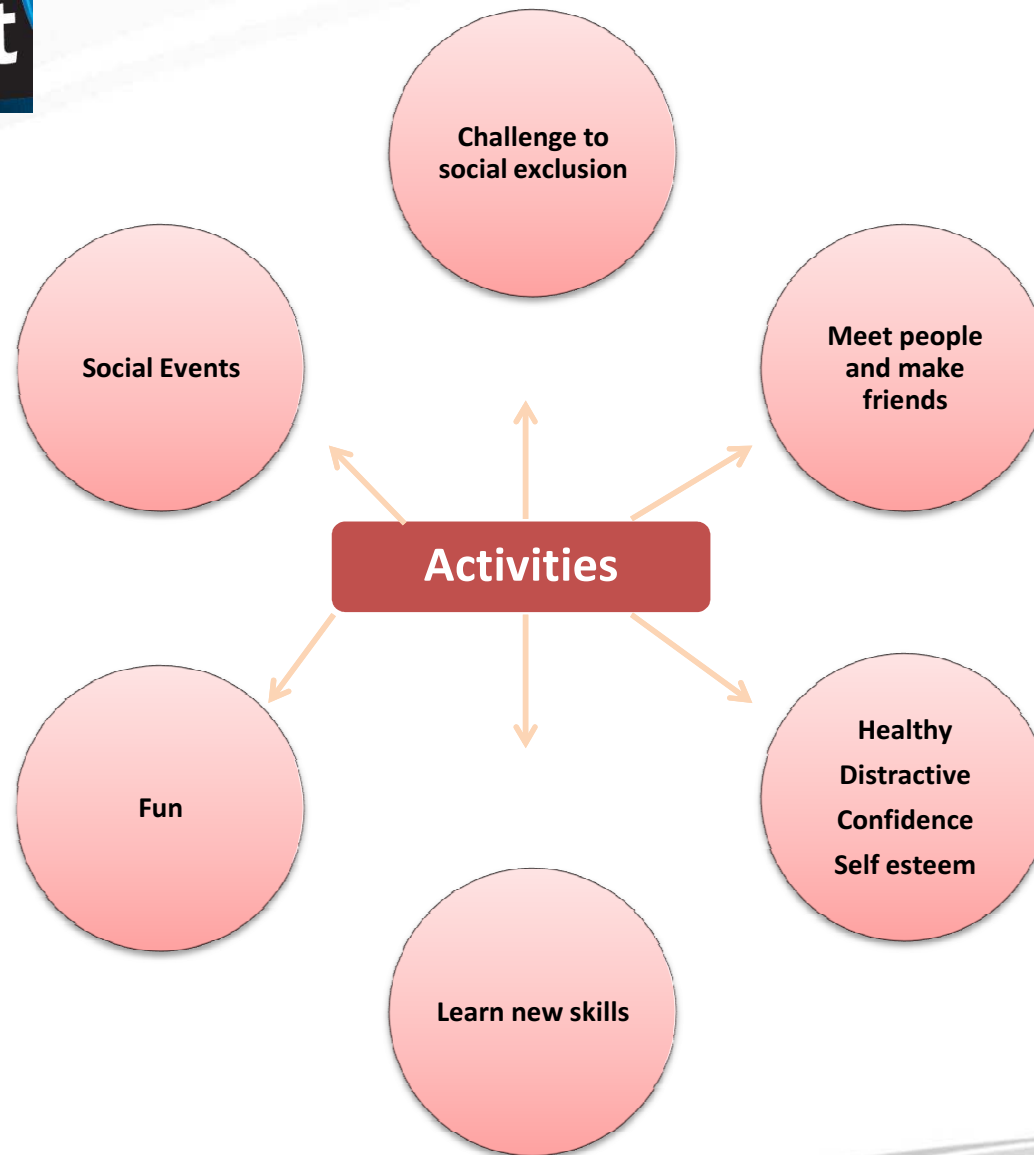 t
Challenge to
social exclusion
Social Events
Meet people
and make
friends
Activities
Fun
Healthy
Distractive
Confidence
Self esteem
Learn new skills